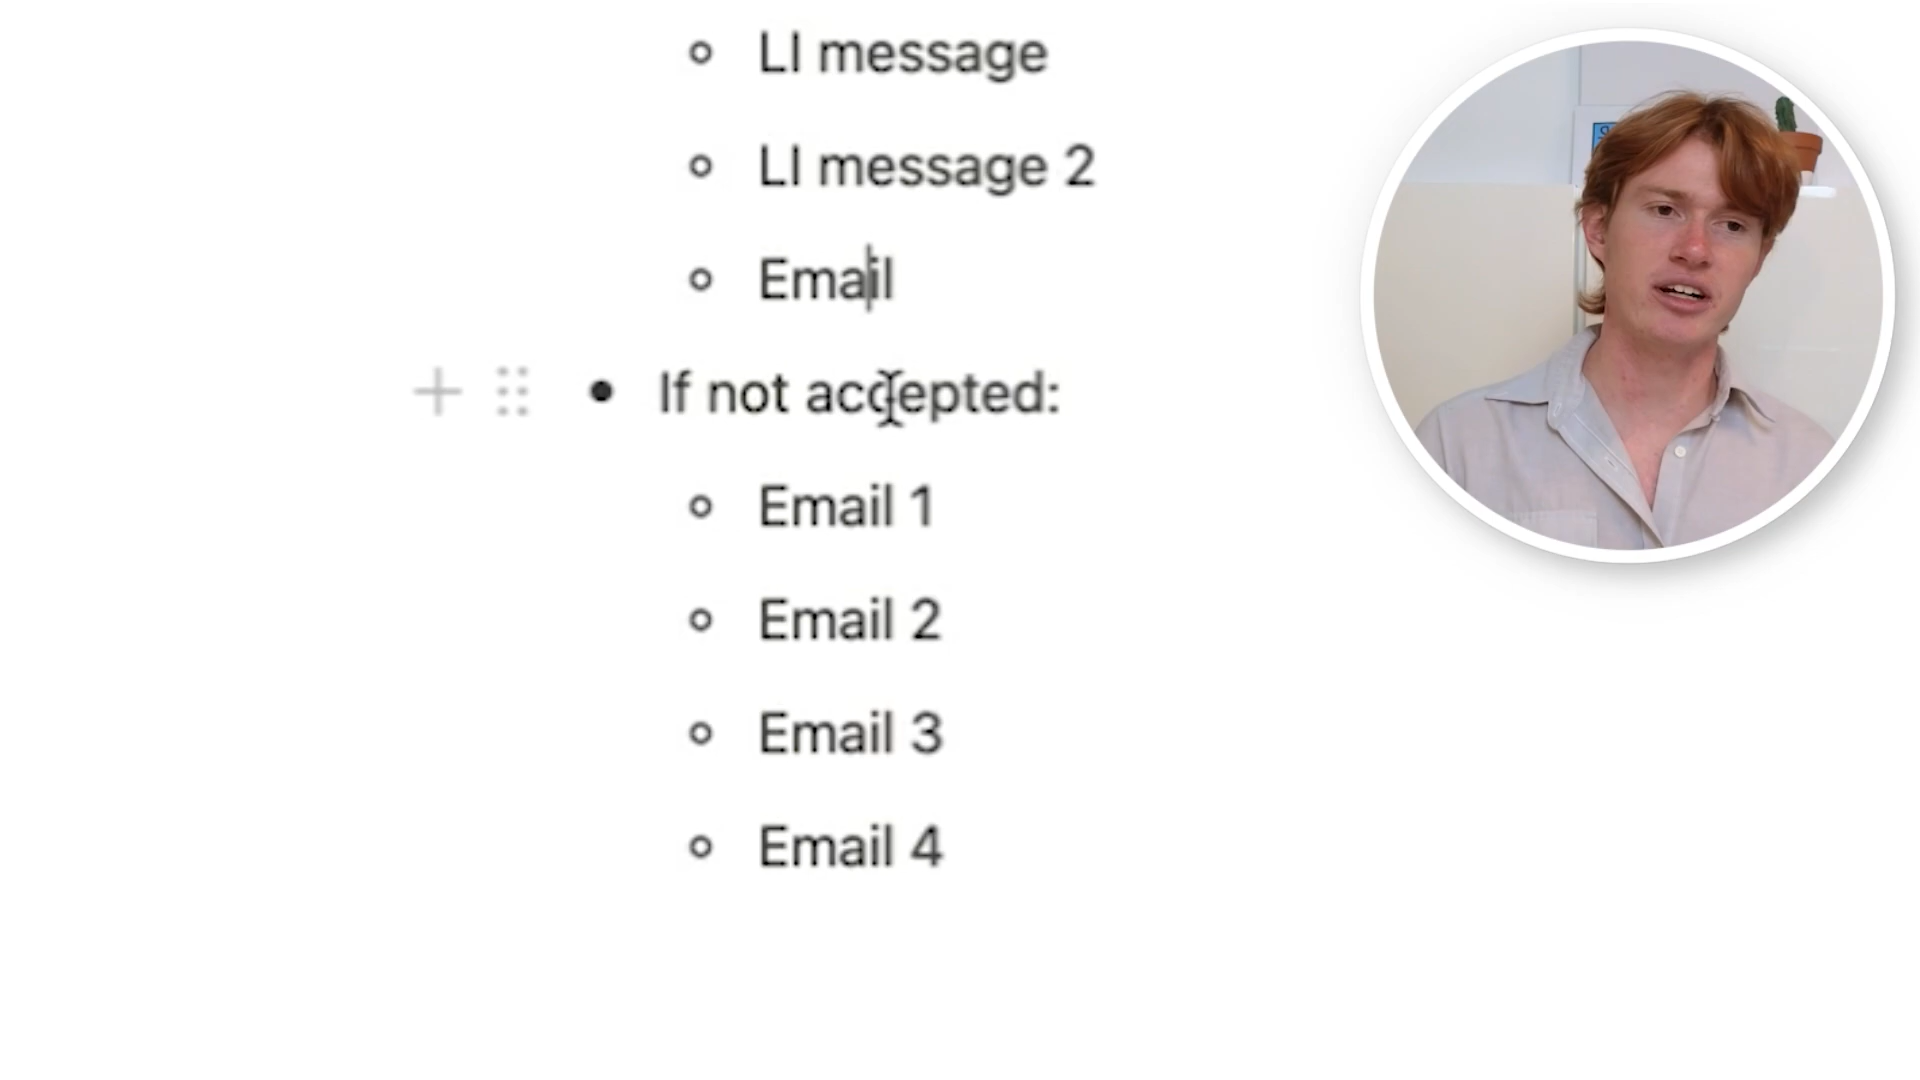 LI message
LI message 2
Email
If not accepted:
Email 1
Email 2
Email 3
Email 4